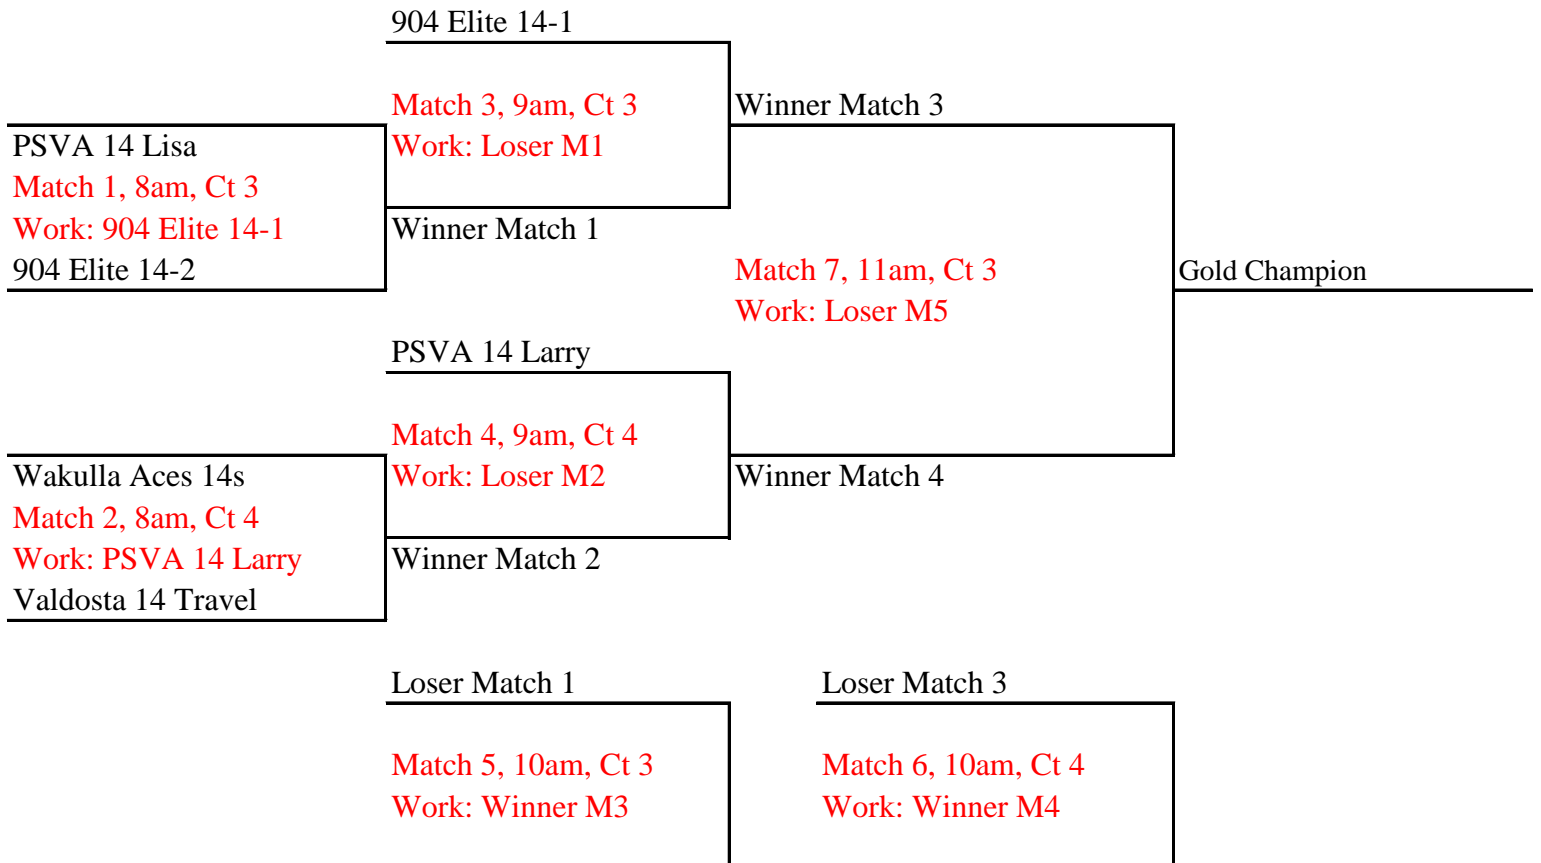 904 Elite 14-1
Match 3, 9am, Ct 3
Work: Loser M1
Winner Match 3
PSVA 14 Lisa
Match 1, 8am, Ct 3
Work: 904 Elite 14-1
904 Elite 14-2
Winner Match 1
Match 7, 11am, Ct 3
Work: Loser M5
Gold Champion
PSVA 14 Larry
Match 4, 9am, Ct 4
Work: Loser M2
Winner Match 4
Wakulla Aces 14s
Match 2, 8am, Ct 4
Work: PSVA 14 Larry
Valdosta 14 Travel
Winner Match 2
Loser Match 1
Match 5, 10am, Ct 3
Work: Winner M3
Loser Match 3
Match 6, 10am, Ct 4
Work: Winner M4